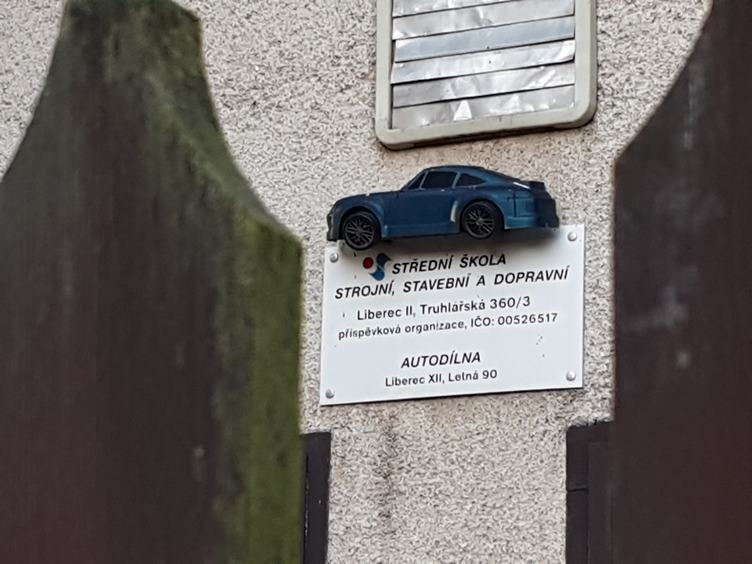 STŘEDNÍ ŠKOLA
STROJNÍ, STAVEBNÍ A DOPRAVNÍ
Liberec II, Truhlářská 360/3
příspěvková organizace, IČO: 00526517
AUTODÍLNA
Liberec XII, Letná 90